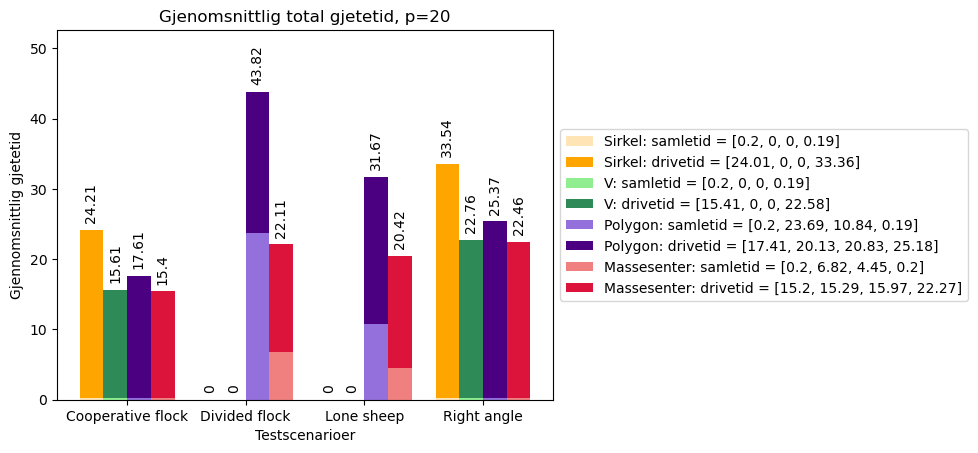 Gjenomsnittlig total gjetetid, p=20
Gjennomsnittlig gjetetid
50
40
30
20
10
0
24.21
15.61
17.61
15.4
0
0
43.82
22.11
0
0
31.67
20.42
33.54
22.76
25.37
22.46
Cooperative flock
Divided flock
Lone sheep
Right angle
Testscenarioer
Sirkel: samletid = [0.2, 0, 0, 0.19]
Sirkel: drivetid = [24.01, 0, 0, 33.36]
V: samletid = [0.2, 0, 0, 0.19]
V: drivetid = [15.41, 0, 0, 22.58]
Polygon: samletid = [0.2, 23.69, 10.84, 0.19]
Polygon: drivetid = [17.41, 20.13, 20.83, 25.18]
Massesenter: samletid = [0.2, 6.82, 4.45, 0.2]
Massesenter: drivetid = [15.2, 15.29, 15.97, 22.27]